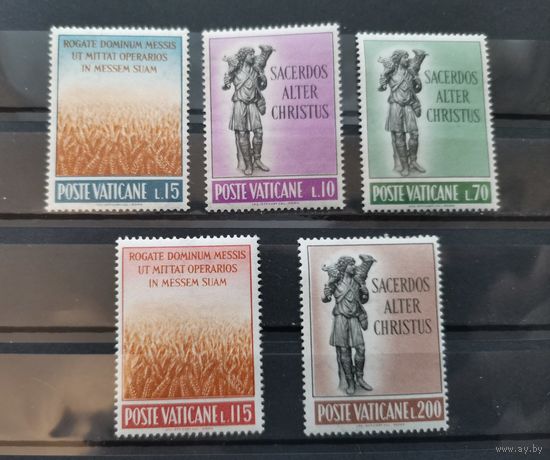 ROGATE DOMINUM MESSIS
UT MITTAT OPERARIOS
IN MESSEM SUAM
POSTE VATICANE L.15
SACERDOS
ALTER
CHRISTUS
POSTE VATICANE L.10
SACERDOS
ALTER
CHRISTUS
POSTE VATICANE L.70
ROGATE DOMINUM MESSIS
UT MITTAT OPERARIOS
IN MESSEM SUAM
POSTE VATICANE L.115
SACERDOS
ALTER
CHRISTUS
POSTE VATICANE L.200
www.ay.by